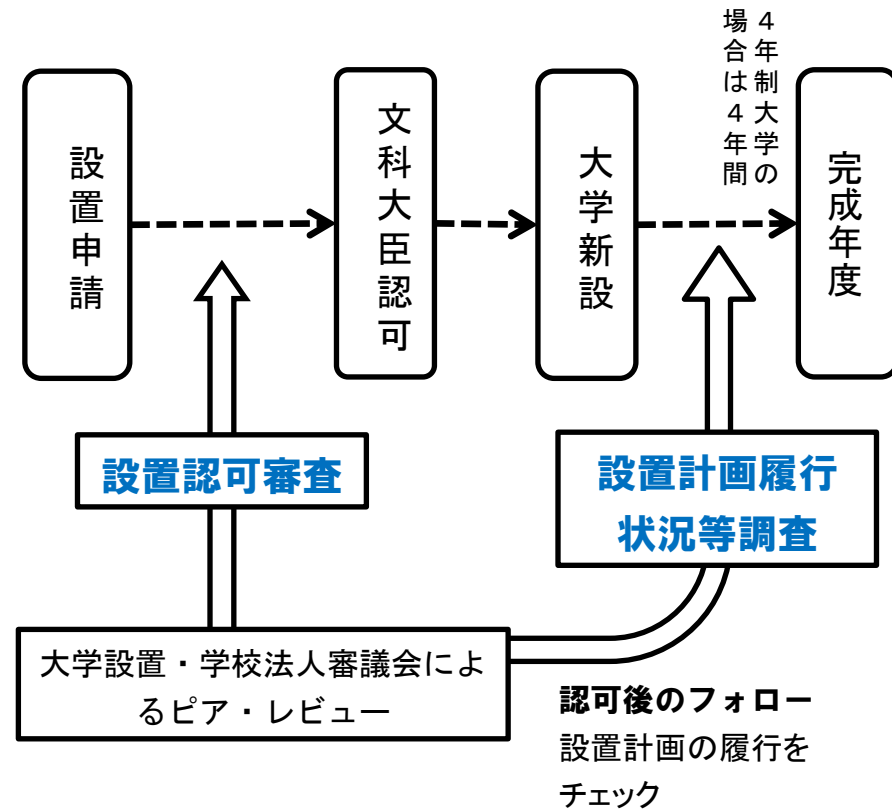 設置申請
文科大臣認可
大学新設
４年制大学の
場合は４年間
完成年度
設置認可審査
設置計画履行
状況等調査
大学設置・学校法人審議会によ
るピア・レビュー
認可後のフォロー
設置計画の履行を
チェック